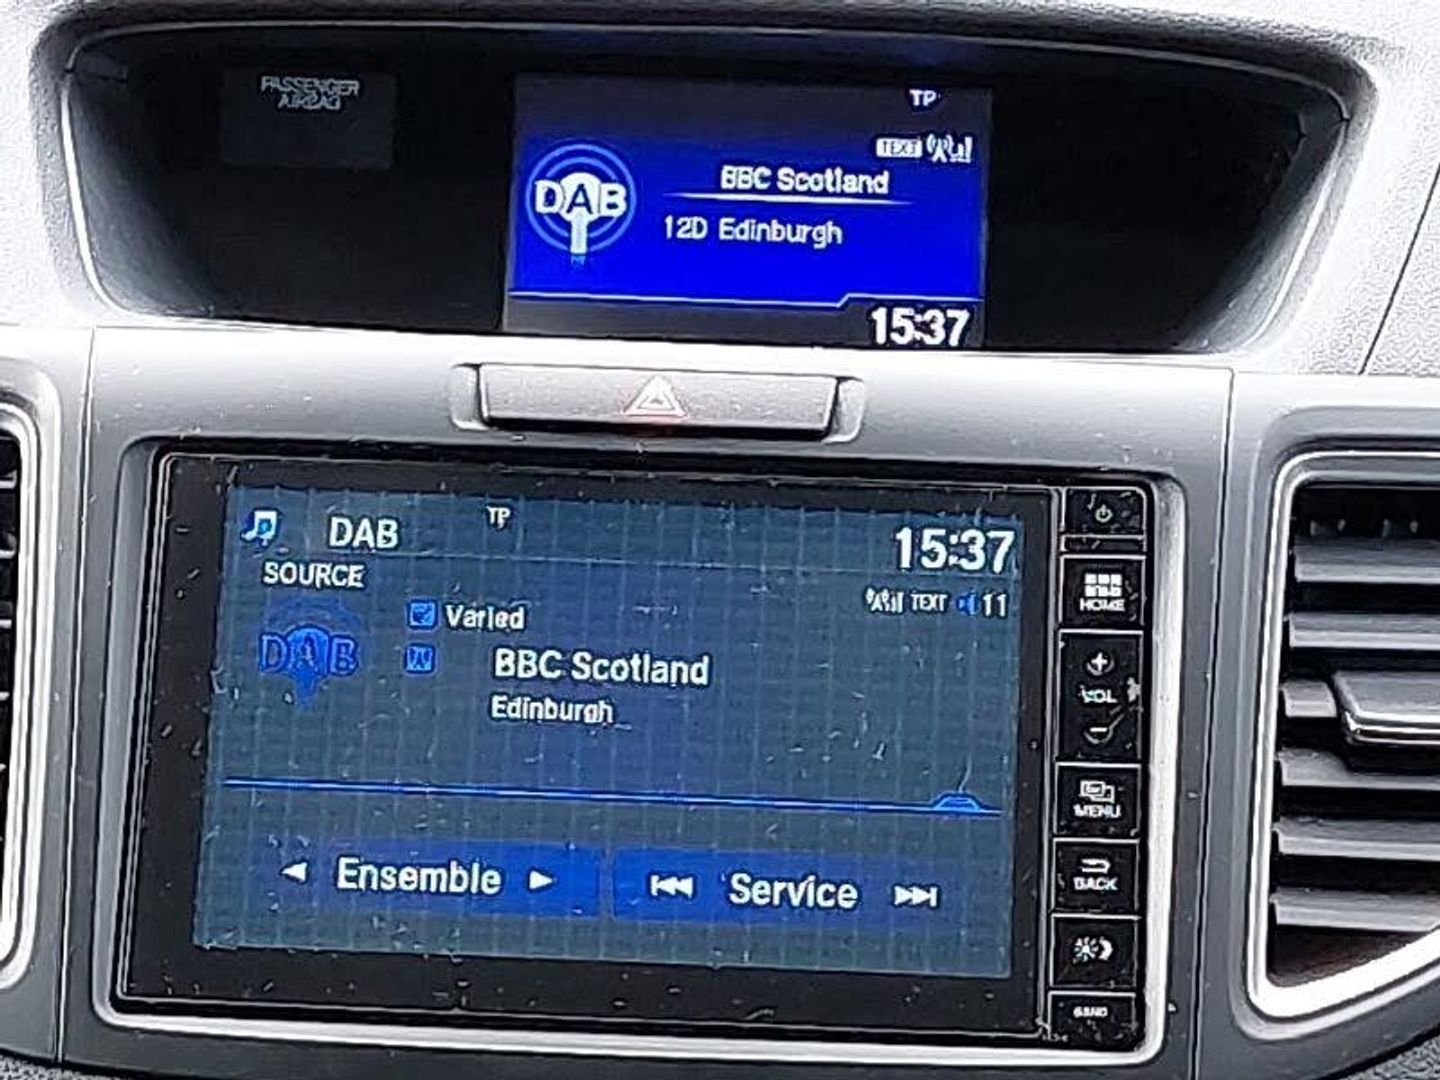 PASSENGER
AIRBAG
TP
TEXT
DAB
BBC Scotland
12D Edinburgh
15:37
DAB
TP
15:37
SOURCE
TEXT 11
Varied
DAB
BBC Scotland
Edinburgh
Ensemble
Service
HOME
+
VOL
−
MENU
BACK
BAND